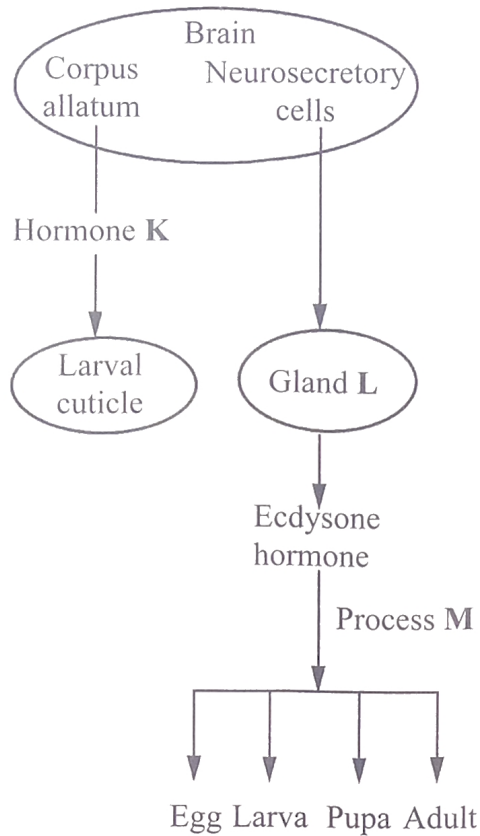 Brain
Corpus
allatum
Neurosecretory
cells
Hormone K
Larval
cuticle
Gland L
Ecdysone
hormone
Process M
Egg Larva Pupa Adult